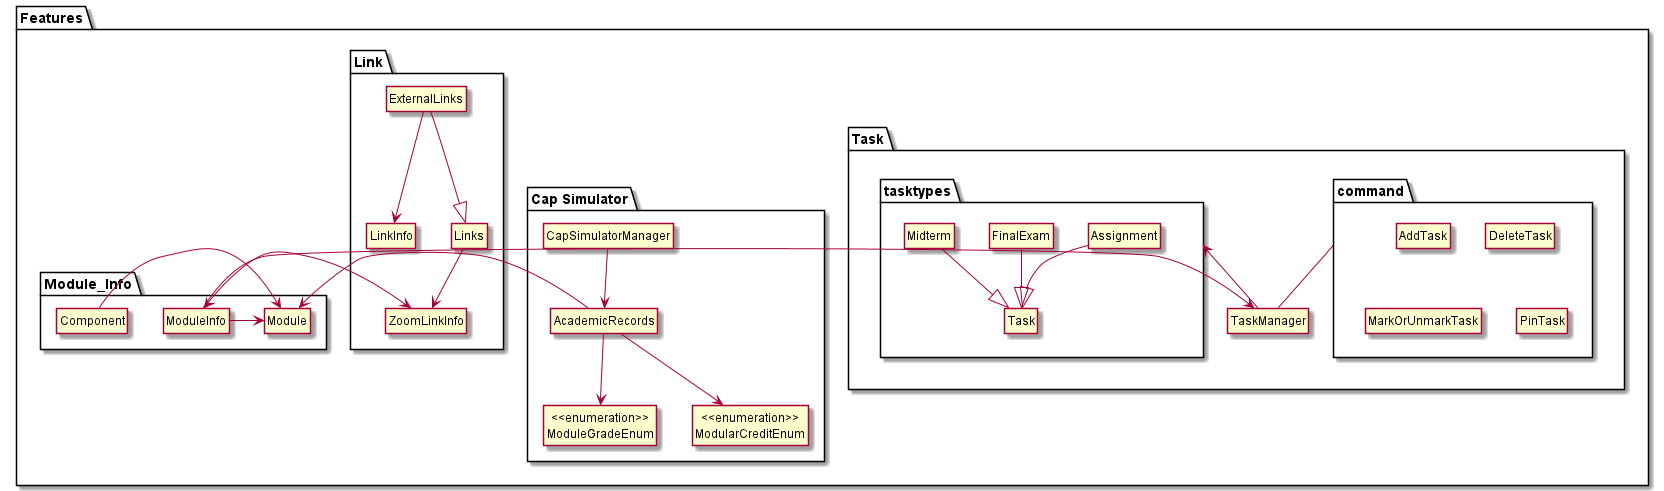 Features
Link
ExternalLinks
LinkInfo
Links
ZoomLinkInfo
Module_Info
Component
ModuleInfo
Module
Cap Simulator
CapSimulatorManager
AcademicRecords
<<enumeration>>
ModuleGradeEnum
<<enumeration>>
ModularCreditEnum
Task
tasktypes
Midterm
FinalExam
Assignment
Task
TaskManager
command
AddTask
DeleteTask
MarkOrUnmarkTask
PinTask